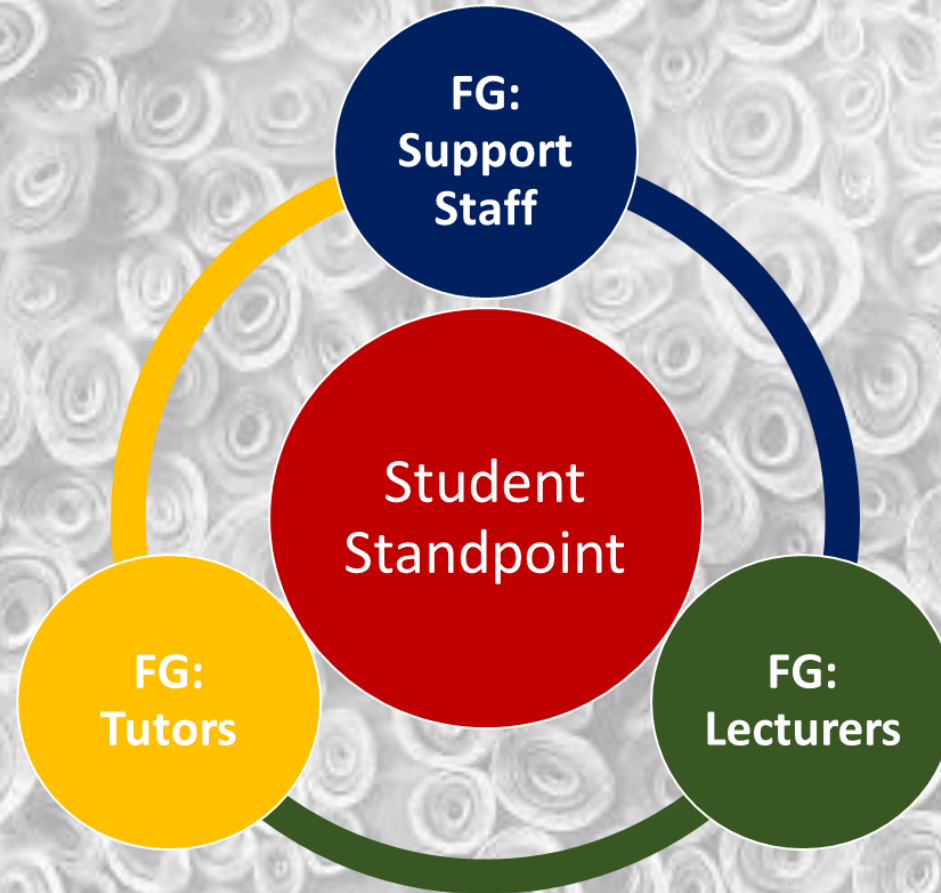 FG:
Support
Staff
Student
Standpoint
FG:
Tutors
FG:
Lecturers